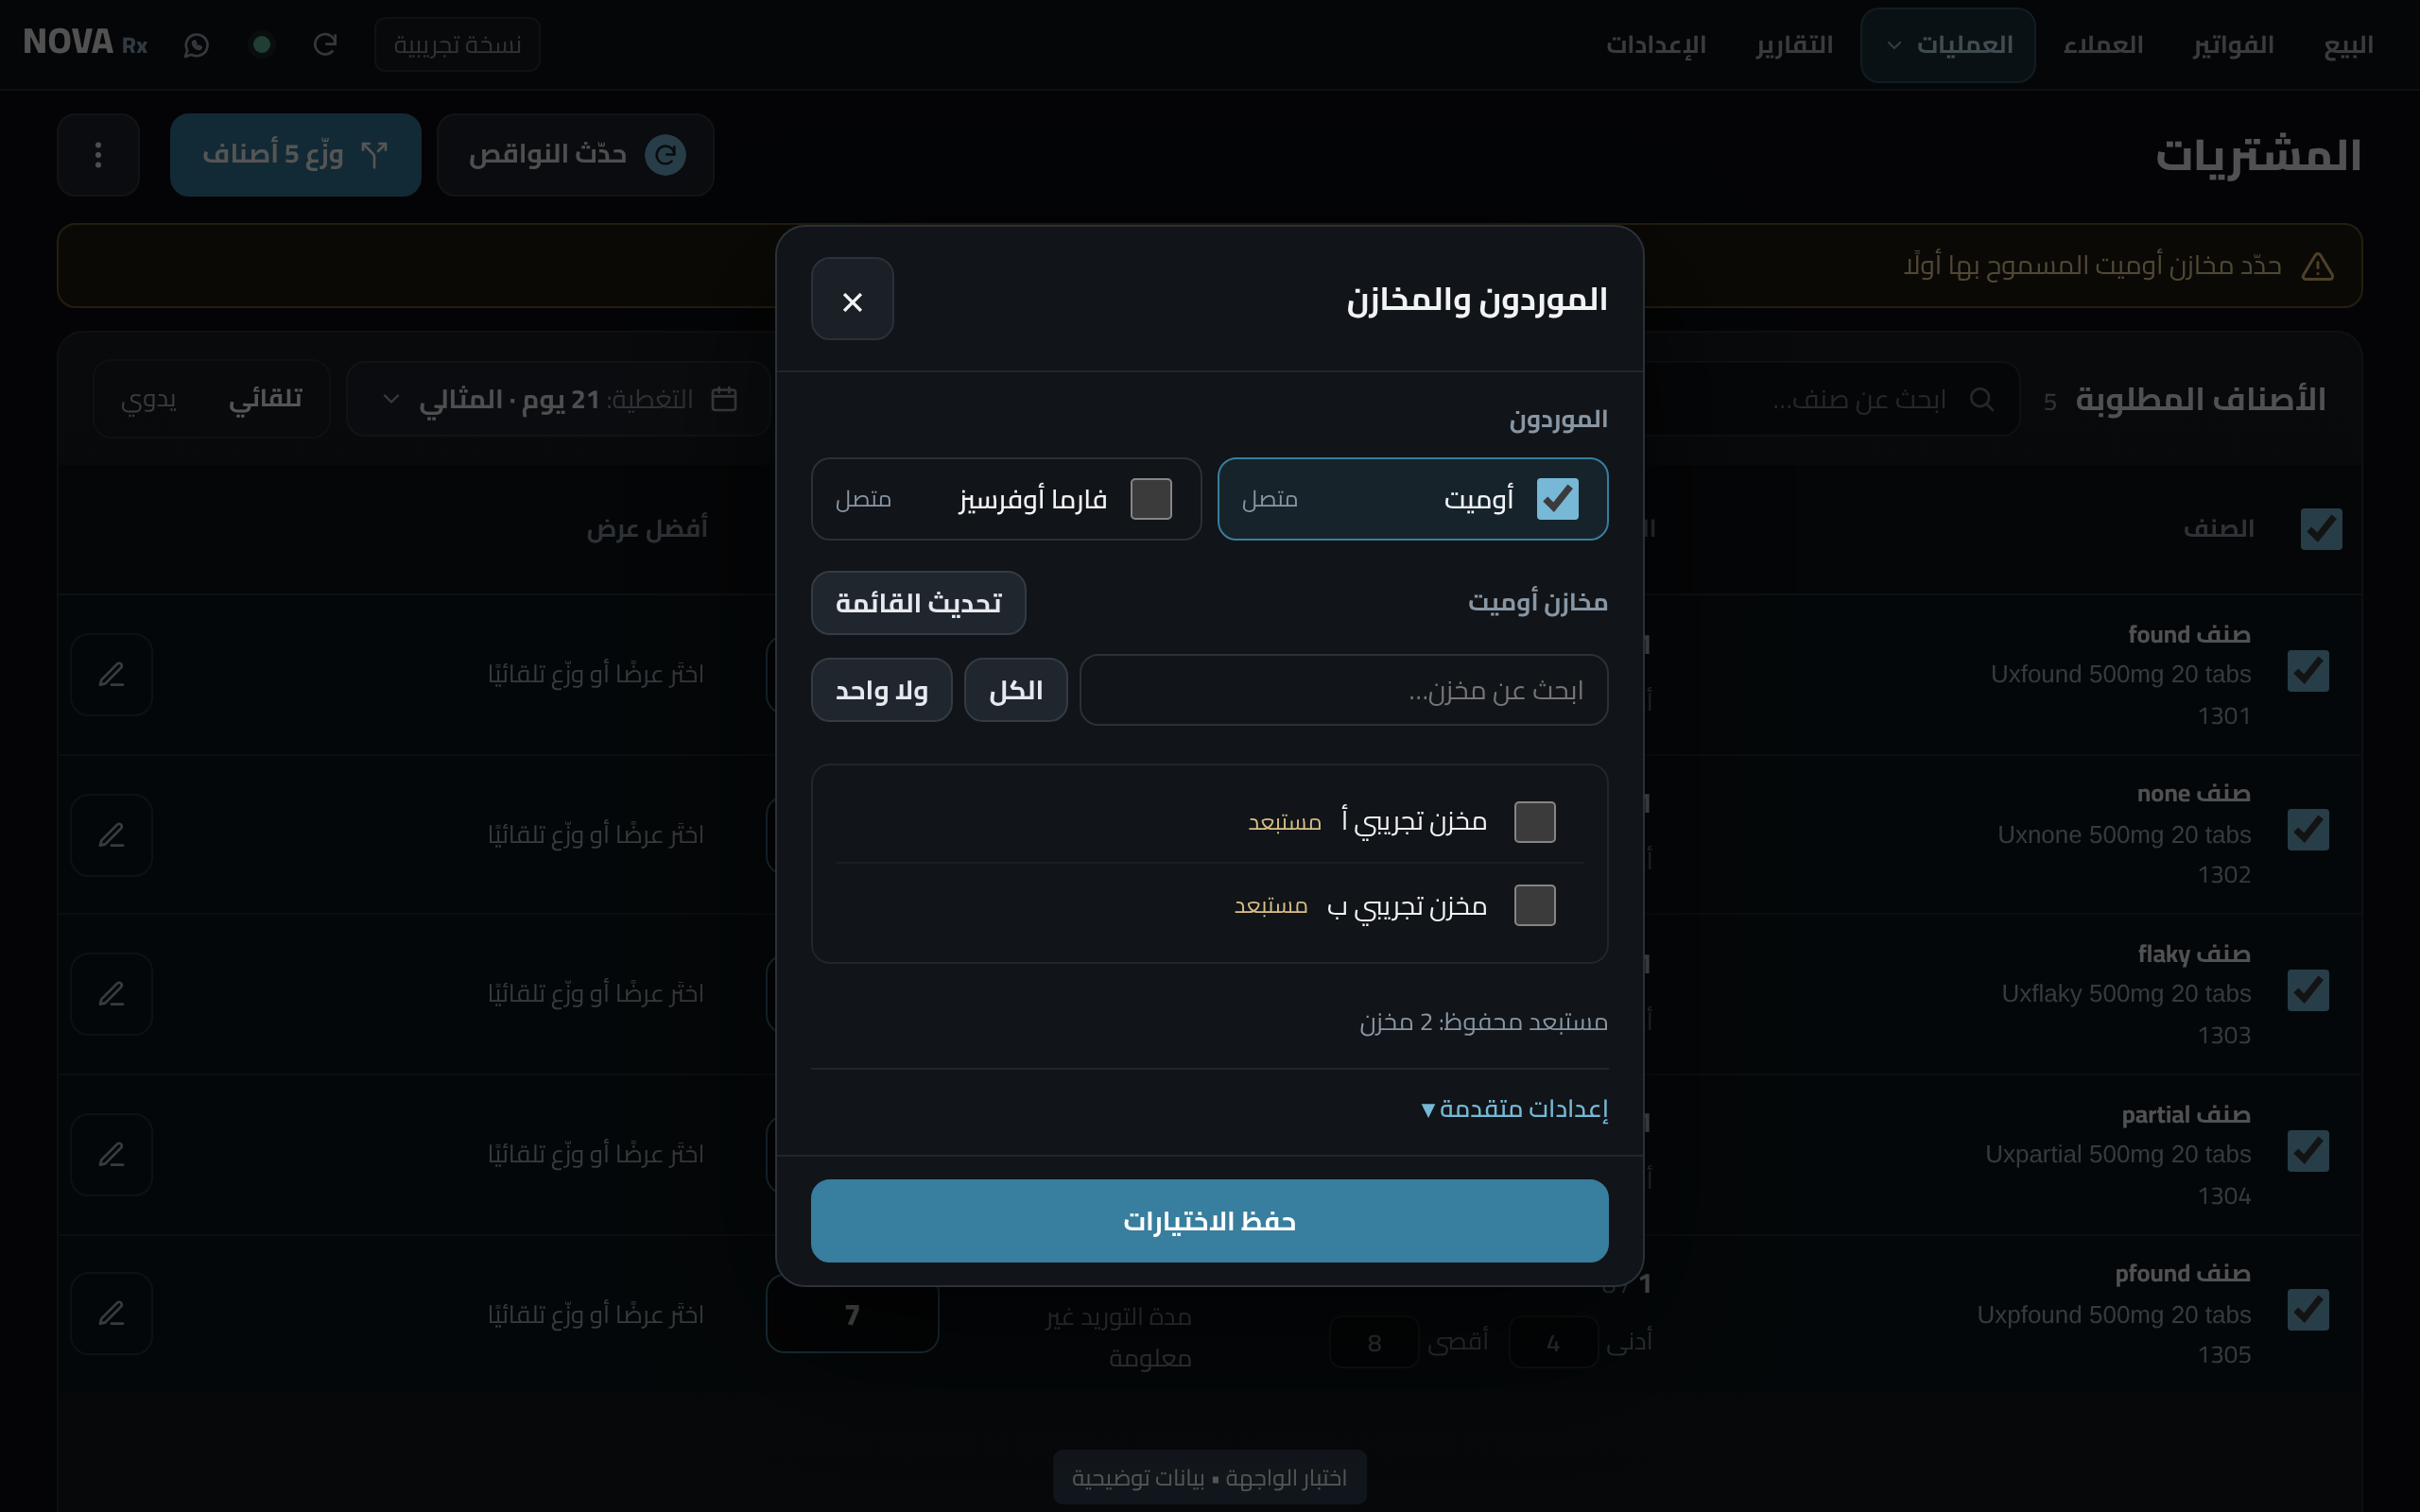 البيع
الفواتير
العملاء
العمليات
التقارير
الإعدادات
نسخة تجريبية
NOVA Rx
المشتريات
حدّث النواقص
وزّع 5 أصناف
حدّد مخازن أوميت المسموح بها أولًا
الأصناف المطلوبة 5
ابحث عن صنف...
التغطية: 21 يوم · المثالي
تلقائي
يدوي
الصنف
أفضل عرض
صنف found
Uxfound 500mg 20 tabs
1301
اختَر عرضًا أو وزّع تلقائيًا
صنف none
Uxnone 500mg 20 tabs
1302
اختَر عرضًا أو وزّع تلقائيًا
صنف flaky
Uxflaky 500mg 20 tabs
1303
اختَر عرضًا أو وزّع تلقائيًا
صنف partial
Uxpartial 500mg 20 tabs
1304
اختَر عرضًا أو وزّع تلقائيًا
صنف pfound
Uxpfound 500mg 20 tabs
1305
1
أدنى 4 أقصى 8
مدة التوريد غير
معلومة
7
اختَر عرضًا أو وزّع تلقائيًا
الموردون والمخازن
الموردون
أوميت
متصل
فارما أوفرسيز
متصل
مخازن أوميت
تحديث القائمة
ابحث عن مخزن...
الكل
ولا واحد
مخزن تجريبي أ مستبعد
مخزن تجريبي ب مستبعد
مستبعد محفوظ: 2 مخزن
إعدادات متقدمة ▾
حفظ الاختيارات
اختبار الواجهة ▪ بيانات توضيحية